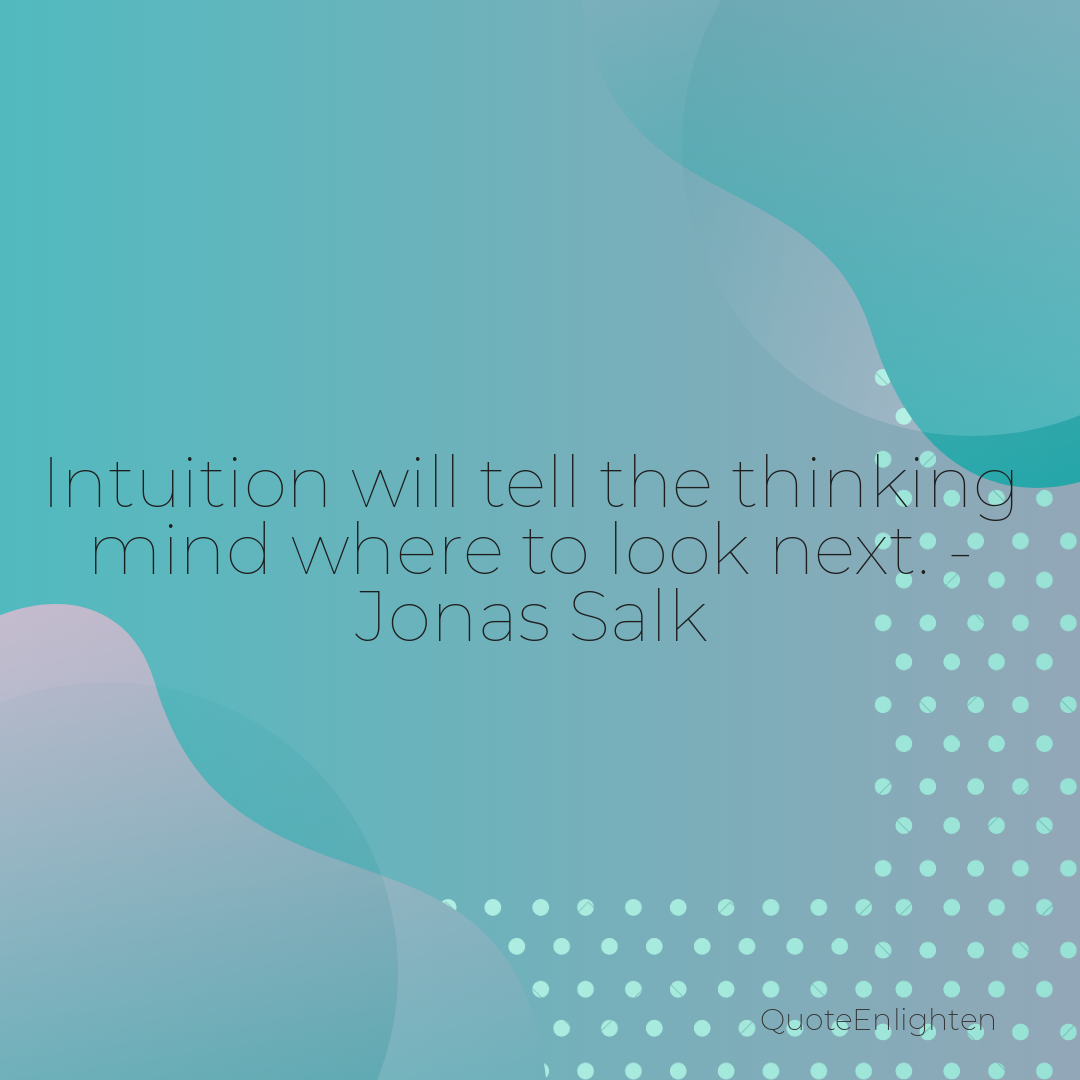 Intuition will tell the thinking
mind where to look next. -
Jonas Salk
QuoteEnlighten